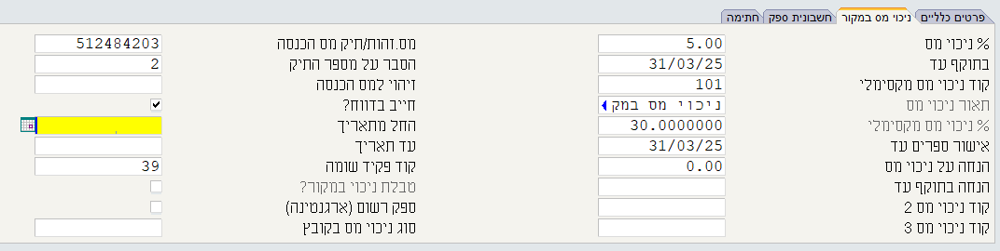 פרטים כלליים ניכוי מס במקור חשבונית ספק חתימה
% ניכוי מס 5.00 מס.זהות/תיק מס הכנסה 512484203
בתוקף עד 31/03/25 הסבר על מספר התיק 2
קוד ניכוי מס מקסימלי 101 זיהוי למס הכנסה
תאור ניכוי מס ניכוי מס במק חייב בדווח?
% ניכוי מס מקסימלי 30.0000000 החל מתאריך
אישור ספרים עד 31/03/25 עד תאריך
הנחה על ניכוי מס 0.00 קוד פקיד שומה 39
הנחה בתוקף עד טבלת ניכוי במקור?
קוד ניכוי מס 2 ספק רשום (ארגנטינה)
קוד ניכוי מס 3 סוג ניכוי מס בקובץ